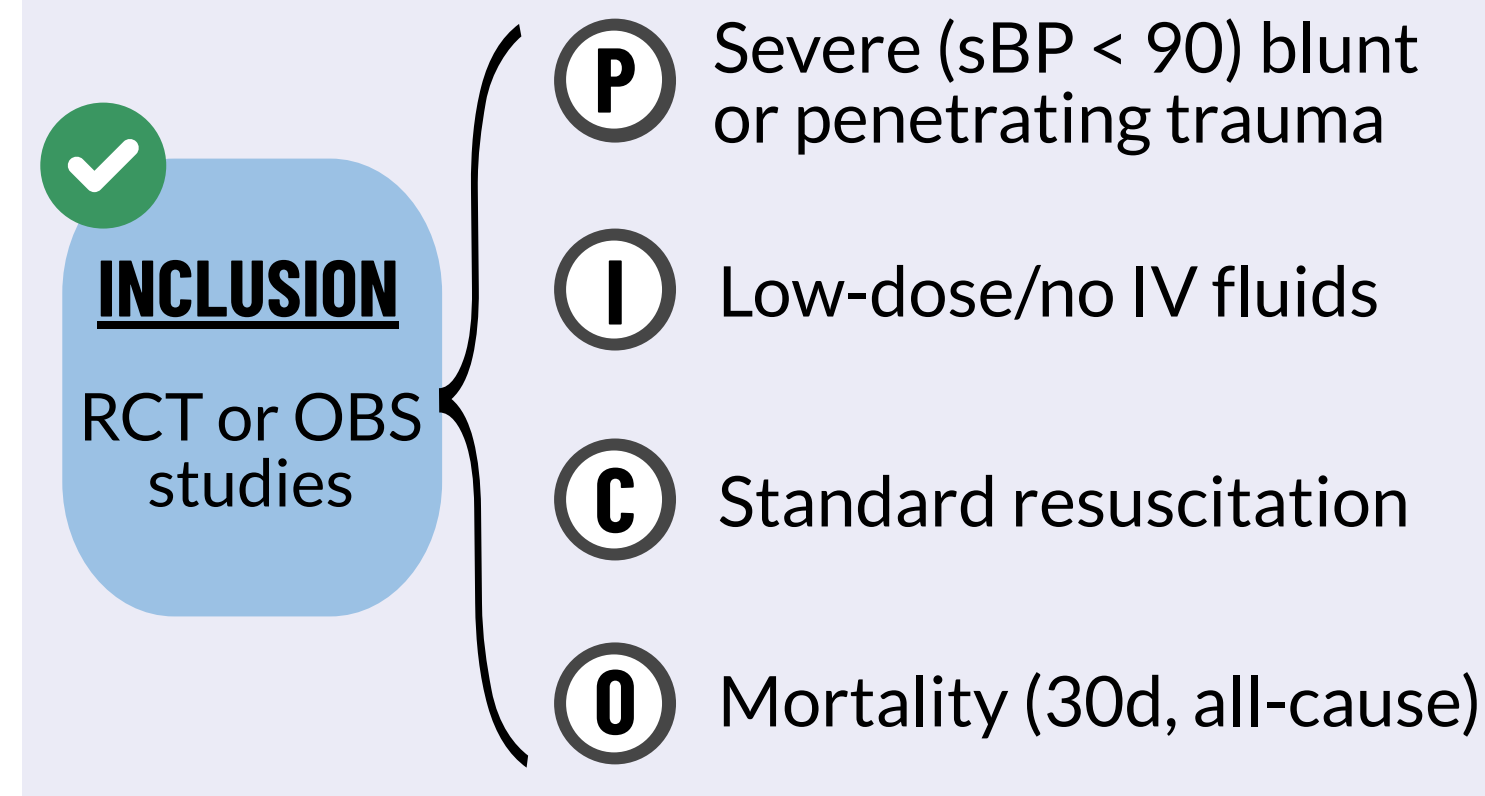 INCLUSION
RCT or OBS
studies
P
Severe (sBP < 90) blunt
or penetrating trauma
I
Low-dose/no IV fluids
C
Standard resuscitation
O
Mortality (30d, all-cause)